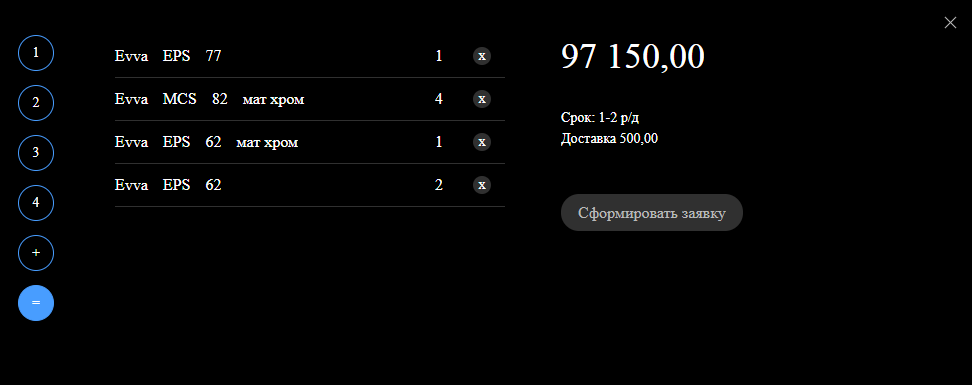 1
2
3
4
+
=
Evva EPS 77 1 x
Evva MCS 82 мат хром 4 x
Evva EPS 62 мат хром 1 x
Evva EPS 62 2 x
97 150,00
Срок: 1-2 р/д
Доставка 500,00
Сформировать заявку